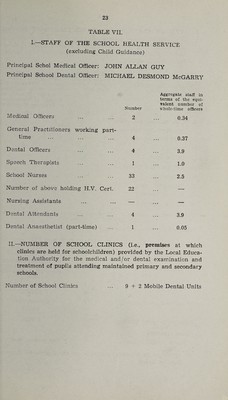 23
TABLE VII.
I.—STAFF OF THE SCHOOL HEALTH SERVICE
(excluding Child Guidance)
Principal Schol Medical Officer: JOHN ALLAN GUY
Principal School Dental Officer: MICHAEL DESMOND McGARRY
Aggregate staff in
terms of the equi-
valent number of
Number whole-time officers
Medical Officers ... ... 2 ... 0.34
General Practitioners working part-
time ... ... ... 4 ... 0.37
Dental Officers ... ... 4 ... 3.9
Speech Therapists ... ... 1 ... 1.0
School Nurses ... ... 33 ... 2.5
Number of above holding H.V. Cert. 22 ... —
Nursing Assistants ... ... — ... —
Dental Attendants ... ... 4 ... 3.9
Dental Anaesthetist (part-time) ... 1 ... 0.05
II.—NUMBER OF SCHOOL CLINICS (i.e., premises at which
clinics are held for schoolchildren) provided by the Local Educa-
tion Authority for the medical and/or dental examination and
treatment of pupils attending maintained primary and secondary
schools.
Number of School Clinics ... 8 + 2 Mobile Dental Units